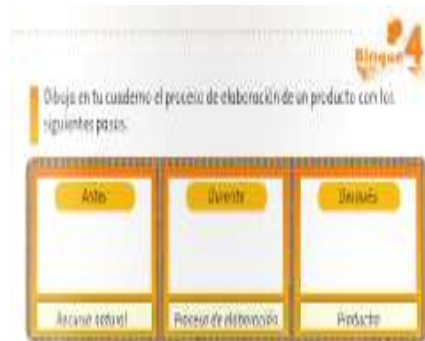 Bloque 4
Dibuja en tu cuaderno el proceso de elaboración de un producto con los
siguientes pasos.
Antes
Durante
Después
Recurso natural
Proceso de elaboración
Producto